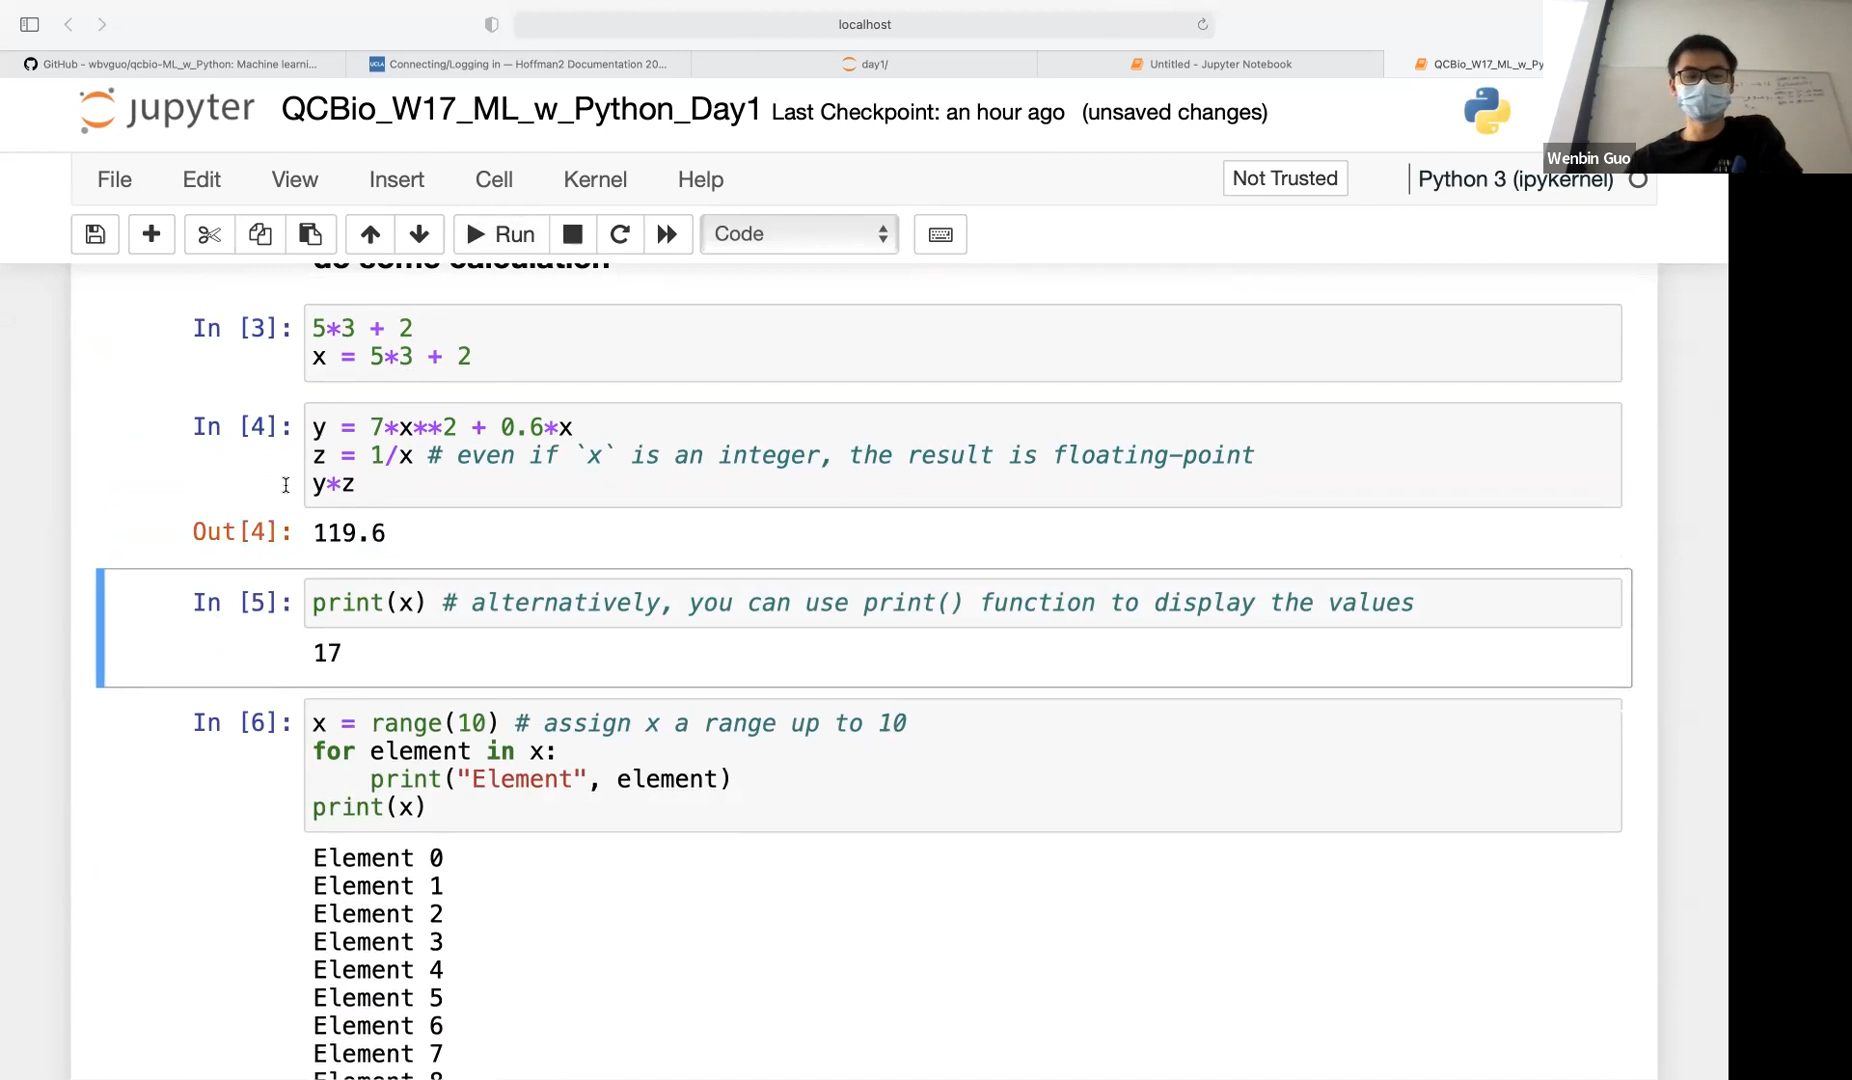 localhost
GitHub - wbvguo/qcbio-ML_w_Python: Machine learni...
UCLA
Connecting/Logging in — Hoffman2 Documentation 20...
day1/
Untitled - Jupyter Notebook
QCBio_W17_ML_w_Py
jupyter
QCBio_W17_ML_w_Python_Day1 Last Checkpoint: an hour ago (unsaved changes)
Wenbin Guo
File Edit View Insert Cell Kernel Help
Not Trusted
Python 3 (ipykernel)
Run
Code
do some calculation
In [3]: 5*3 + 2
x = 5*3 + 2
In [4]: y = 7*x**2 + 0.6*x
z = 1/x # even if `x` is an integer, the result is floating-point
y*z
Out[4]: 119.6
In [5]: print(x) # alternatively, you can use print() function to display the values
17
In [6]: x = range(10) # assign x a range up to 10
for element in x:
    print("Element", element)
print(x)
Element 0
Element 1
Element 2
Element 3
Element 4
Element 5
Element 6
Element 7